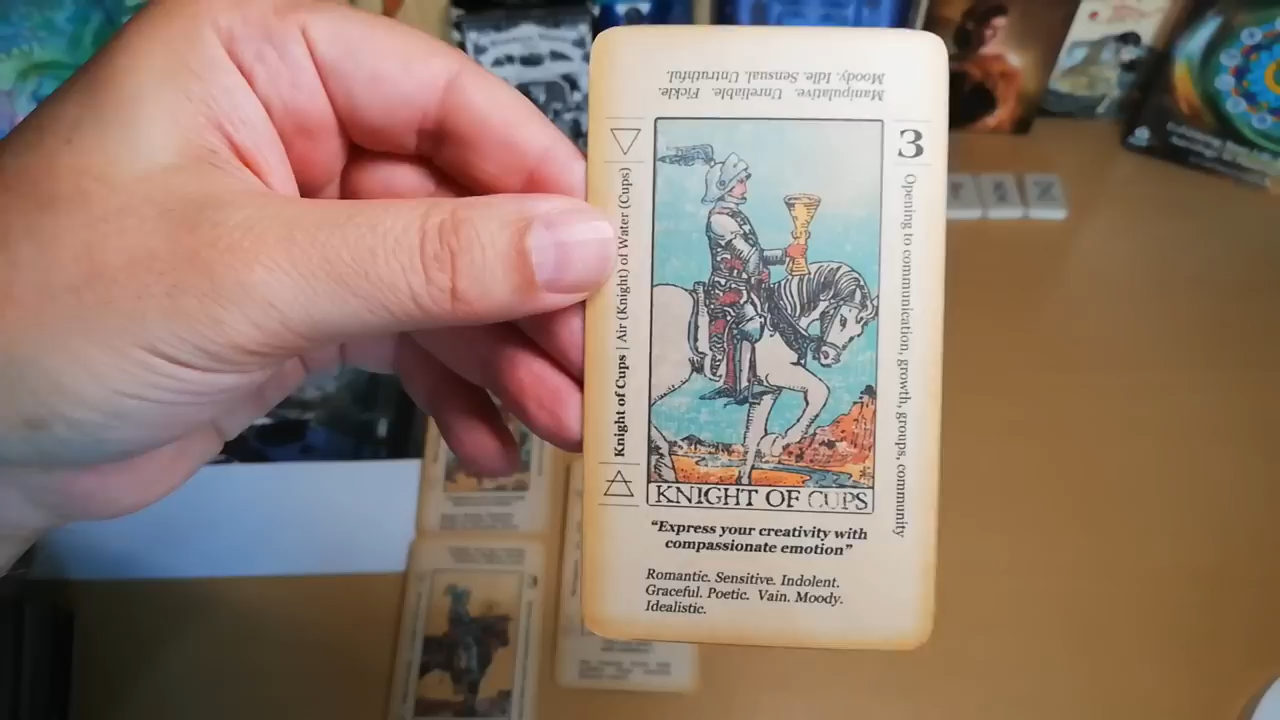 Manipulative. Unreliable. Fickle.
Moody. Idle. Sensual. Untruthful.
3
Opening to communication, growth, groups, community
Knight of Cups | Air (Knight) of Water (Cups)
KNIGHT OF CUPS
“Express your creativity with
compassionate emotion”
Romantic. Sensitive. Indolent.
Graceful. Poetic. Vain. Moody.
Idealistic.